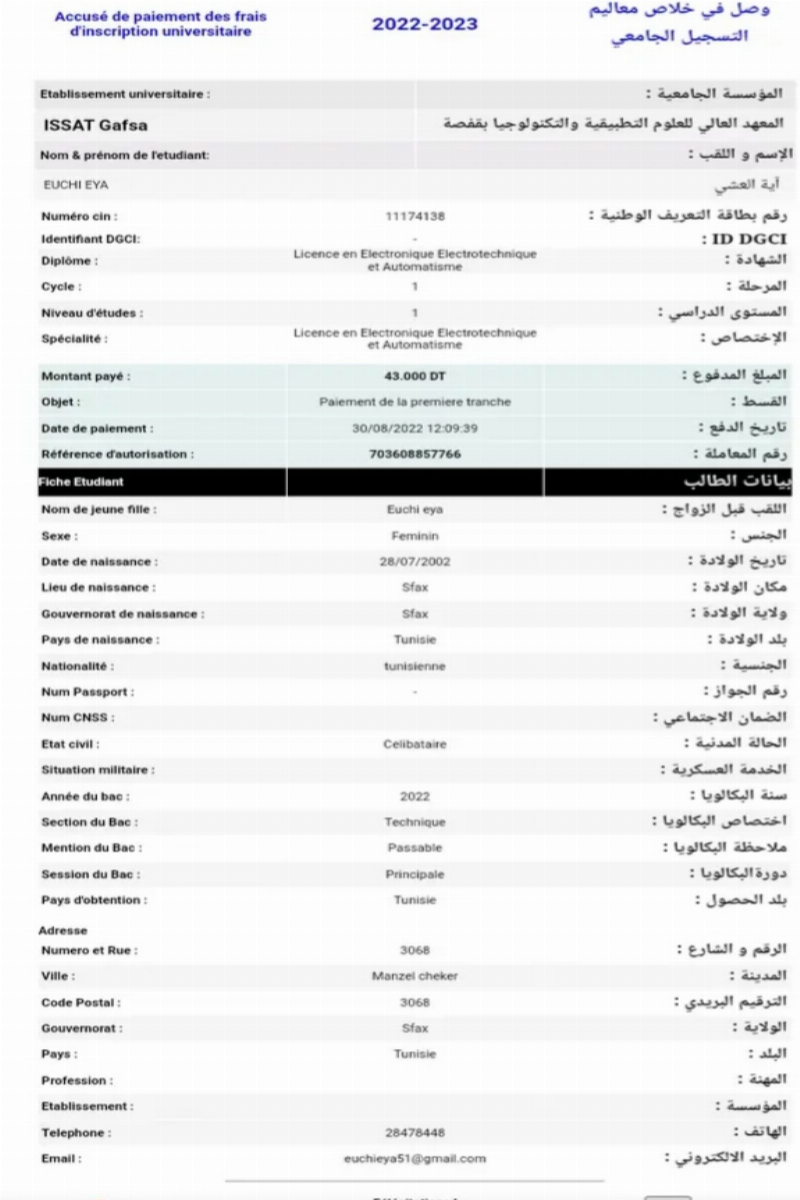 Accusé de paiement des frais d'inscription universitaire
2022-2023
وصل في خلاص معاليم التسجيل الجامعي
Etablissement universitaire : المؤسسة الجامعية :
ISSAT Gafsa المعهد العالي للعلوم التطبيقية والتكنولوجيا بقفصة
Nom & prénom de l'etudiant: الإسم و اللقب :
EUCHI EYA آية العشي
Numéro cin : 11174138 رقم بطاقة التعريف الوطنية :
Identifiant DGCI: - ID DGCI :
Diplôme : Licence en Electronique Electrotechnique et Automatisme الشهادة :
Cycle : 1 المرحلة :
Niveau d'études : 1 المستوى الدراسي :
Spécialité : Licence en Electronique Electrotechnique et Automatisme الإختصاص :
Montant payé : 43.000 DT المبلغ المدفوع :
Objet : Paiement de la premiere tranche القسط :
Date de paiement : 30/08/2022 12:09:39 تاريخ الدفع :
Référence d'autorisation : 703608857766 رقم المعاملة :
Fiche Etudiant بيانات الطالب
Nom de jeune fille : Euchi eya اللقب قبل الزواج :
Sexe : Feminin الجنس :
Date de naissance : 28/07/2002 تاريخ الولادة :
Lieu de naissance : Sfax مكان الولادة :
Gouvernorat de naissance : Sfax ولاية الولادة :
Pays de naissance : Tunisie بلد الولادة :
Nationalité : tunisienne الجنسية :
Num Passport : - رقم الجواز :
Num CNSS : الضمان الاجتماعي :
Etat civil : Celibataire الحالة المدنية :
Situation militaire : الخدمة العسكرية :
Année du bac : 2022 سنة البكالويا :
Section du Bac : Technique اختصاص البكالويا :
Mention du Bac : Passable ملاحظة البكالويا :
Session du Bac : Principale دورةالبكالويا :
Pays d'obtention : Tunisie بلد الحصول :
Adresse
Numero et Rue : 3068 الرقم و الشارع :
Ville : Manzel cheker المدينة :
Code Postal : 3068 الترقيم البريدي :
Gouvernorat : Sfax الولاية :
Pays : Tunisie البلد :
Profession : المهنة :
Etablissement : المؤسسة :
Telephone : 28478448 الهاتف :
Email : euchieya51@gmail.com البريد الالكتروني :